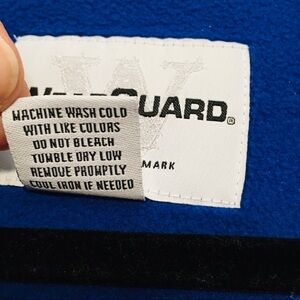 GUARD®
MACHINE WASH COLD
WITH LIKE COLORS
DO NOT BLEACH
TUMBLE DRY LOW
REMOVE PROMPTLY
COOL IRON IF NEEDED
MARK